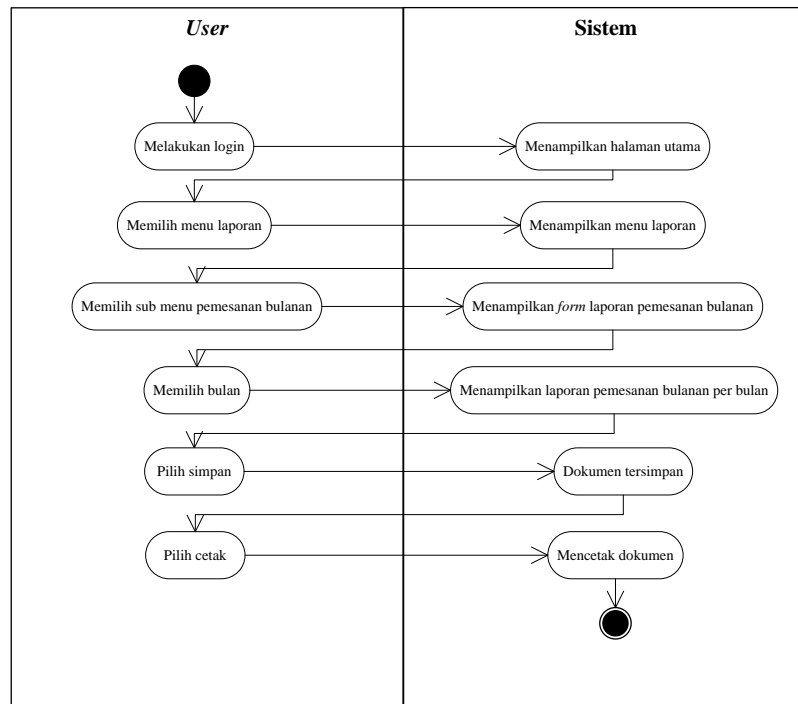 User
Sistem
Melakukan login
Menampilkan halaman utama
Memilih menu laporan
Menampilkan menu laporan
Memilih sub menu pemesanan bulanan
Menampilkan form laporan pemesanan bulanan
Memilih bulan
Menampilkan laporan pemesanan bulanan per bulan
Pilih simpan
Dokumen tersimpan
Pilih cetak
Mencetak dokumen